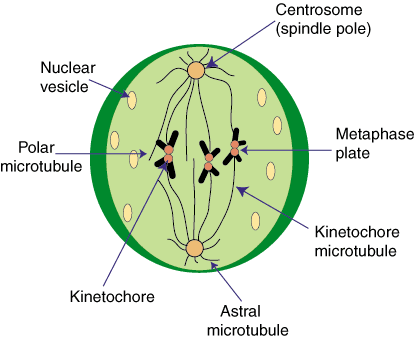 Centrosome
(spindle pole)
Nuclear
vesicle
Polar
microtubule
Metaphase
plate
Kinetochore
microtubule
Kinetochore
Astral
microtubule